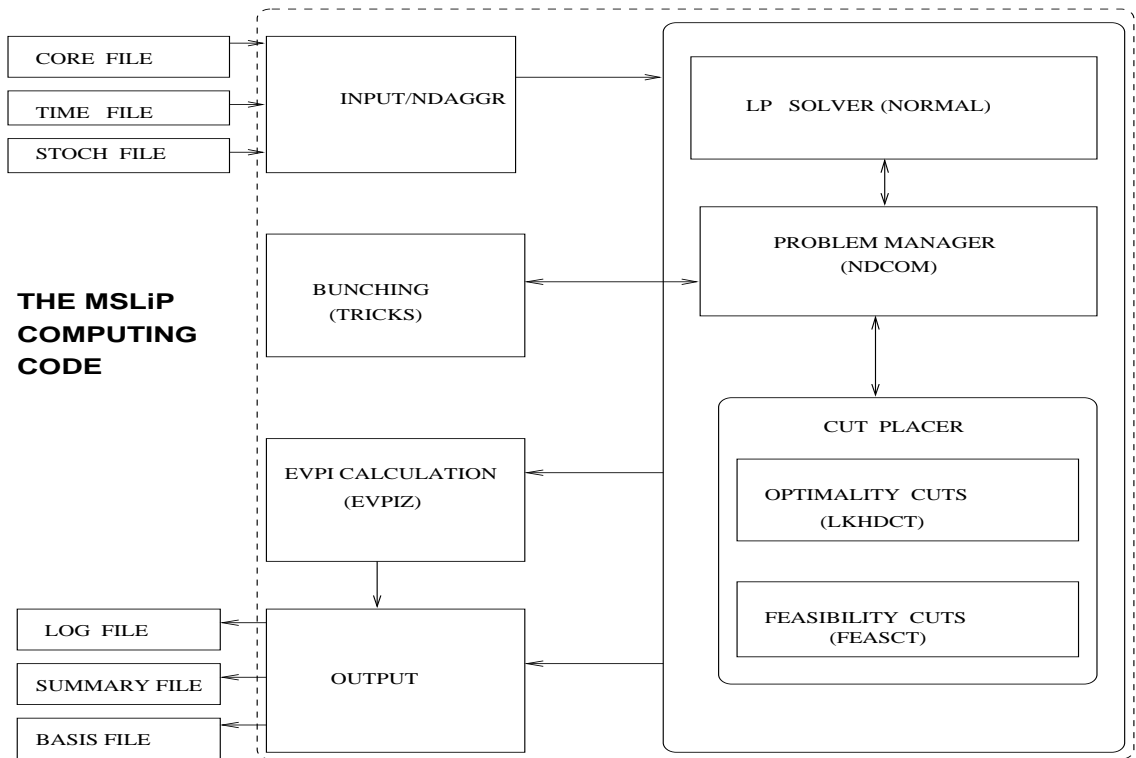 CORE FILE
TIME FILE
STOCH FILE
INPUT/NDAGGR
LP SOLVER (NORMAL)
PROBLEM MANAGER
(NDCOM)
BUNCHING
(TRICKS)
THE MSLiP
COMPUTING
CODE
CUT PLACER
OPTIMALITY CUTS
(LKHDCT)
FEASIBILITY CUTS
(FEASCT)
EVPI CALCULATION
(EVPIZ)
OUTPUT
LOG FILE
SUMMARY FILE
BASIS FILE